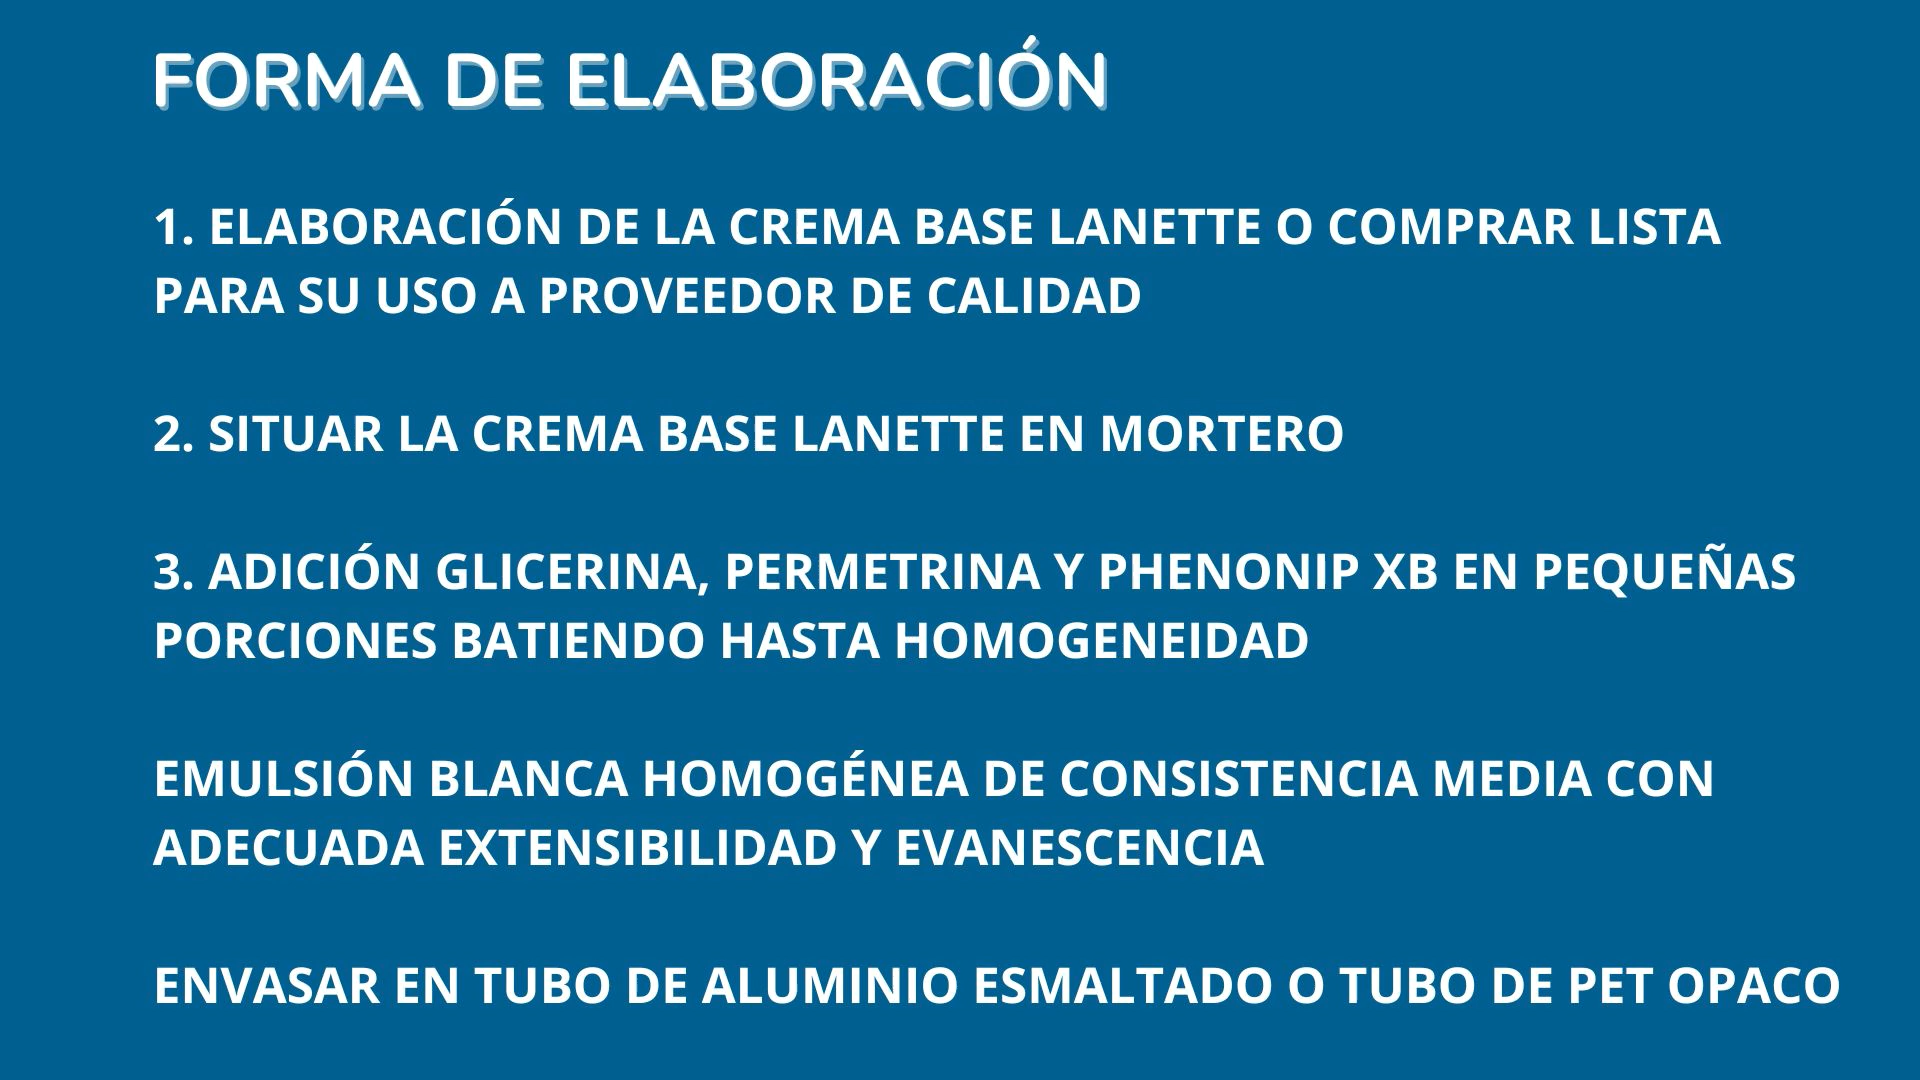 FORMA DE ELABORACIÓN
1. ELABORACIÓN DE LA CREMA BASE LANETTE O COMPRAR LISTA
PARA SU USO A PROVEEDOR DE CALIDAD
2. SITUAR LA CREMA BASE LANETTE EN MORTERO
3. ADICIÓN GLICERINA, PERMETRINA Y PHENONIP XB EN PEQUEÑAS
PORCIONES BATIENDO HASTA HOMOGENEIDAD
EMULSIÓN BLANCA HOMOGÉNEA DE CONSISTENCIA MEDIA CON
ADECUADA EXTENSIBILIDAD Y EVANESCENCIA
ENVASAR EN TUBO DE ALUMINIO ESMALTADO O TUBO DE PET OPACO